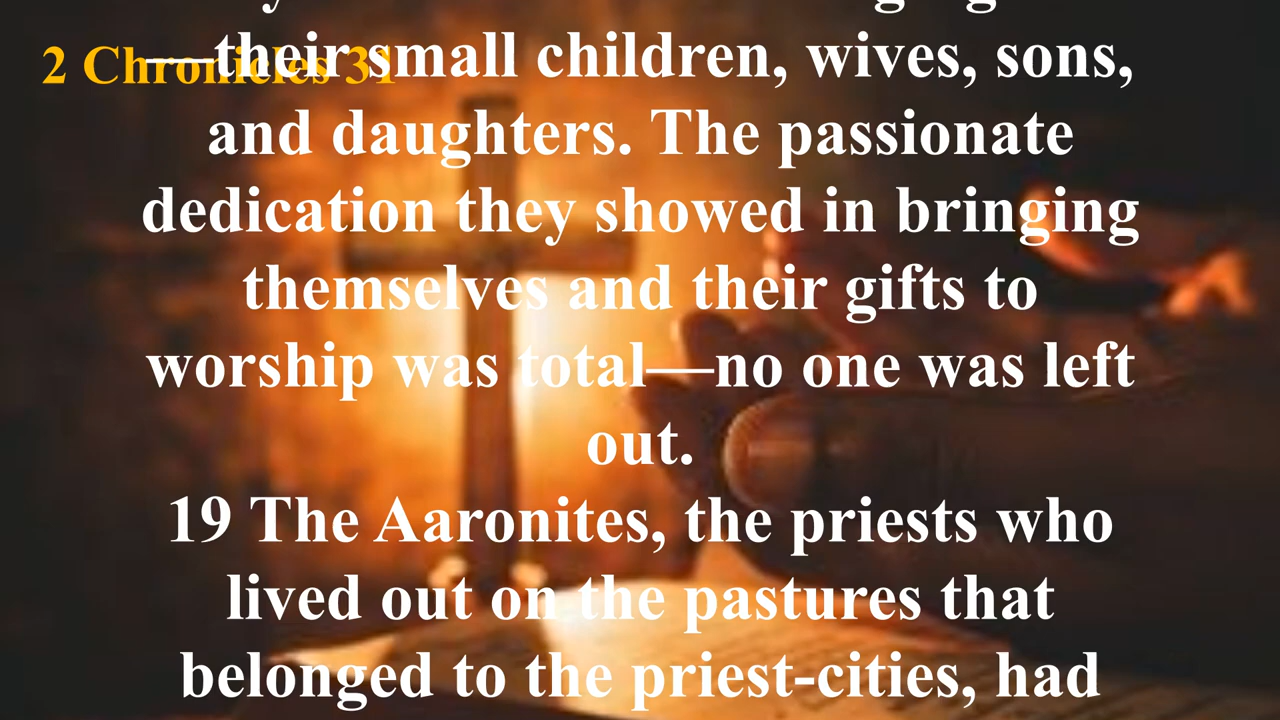 2 Chronicles 31
—their small children, wives, sons,
and daughters. The passionate
dedication they showed in bringing
themselves and their gifts to
worship was total—no one was left
out.
19 The Aaronites, the priests who
lived out on the pastures that
belonged to the priest-cities, had